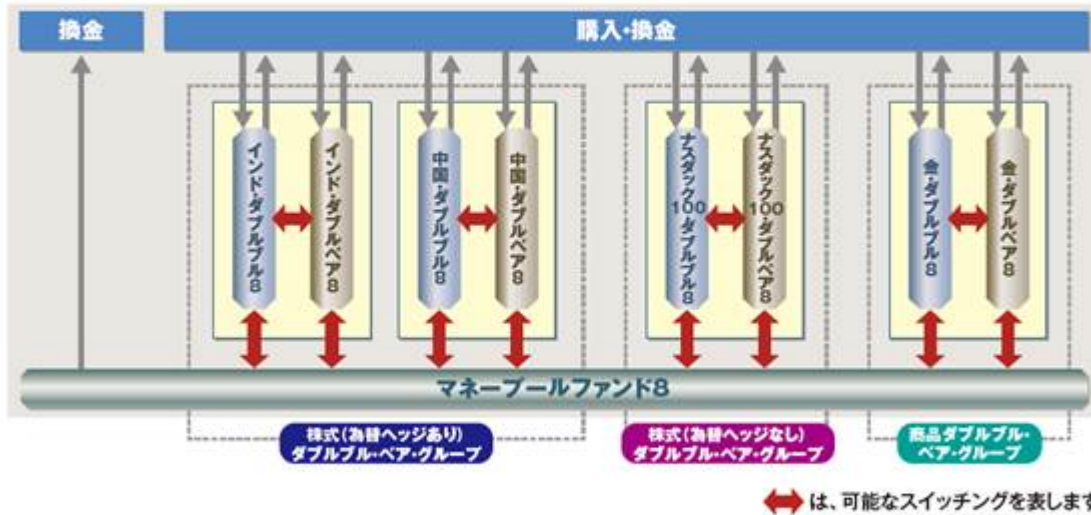 換金
購入・換金
インド・ダブルブル8
インド・ダブルベア8
中国・ダブルブル8
中国・ダブルベア8
ナスダック100・ダブルブル8
ナスダック100・ダブルベア8
金・ダブルブル8
金・ダブルベア8
マネープールファンド8
株式(為替ヘッジあり)
ダブルブル・ベア・グループ
株式(為替ヘッジなし)
ダブルブル・ベア・グループ
商品ダブルブル・
ベア・グループ
は、可能なスイッチングを表します